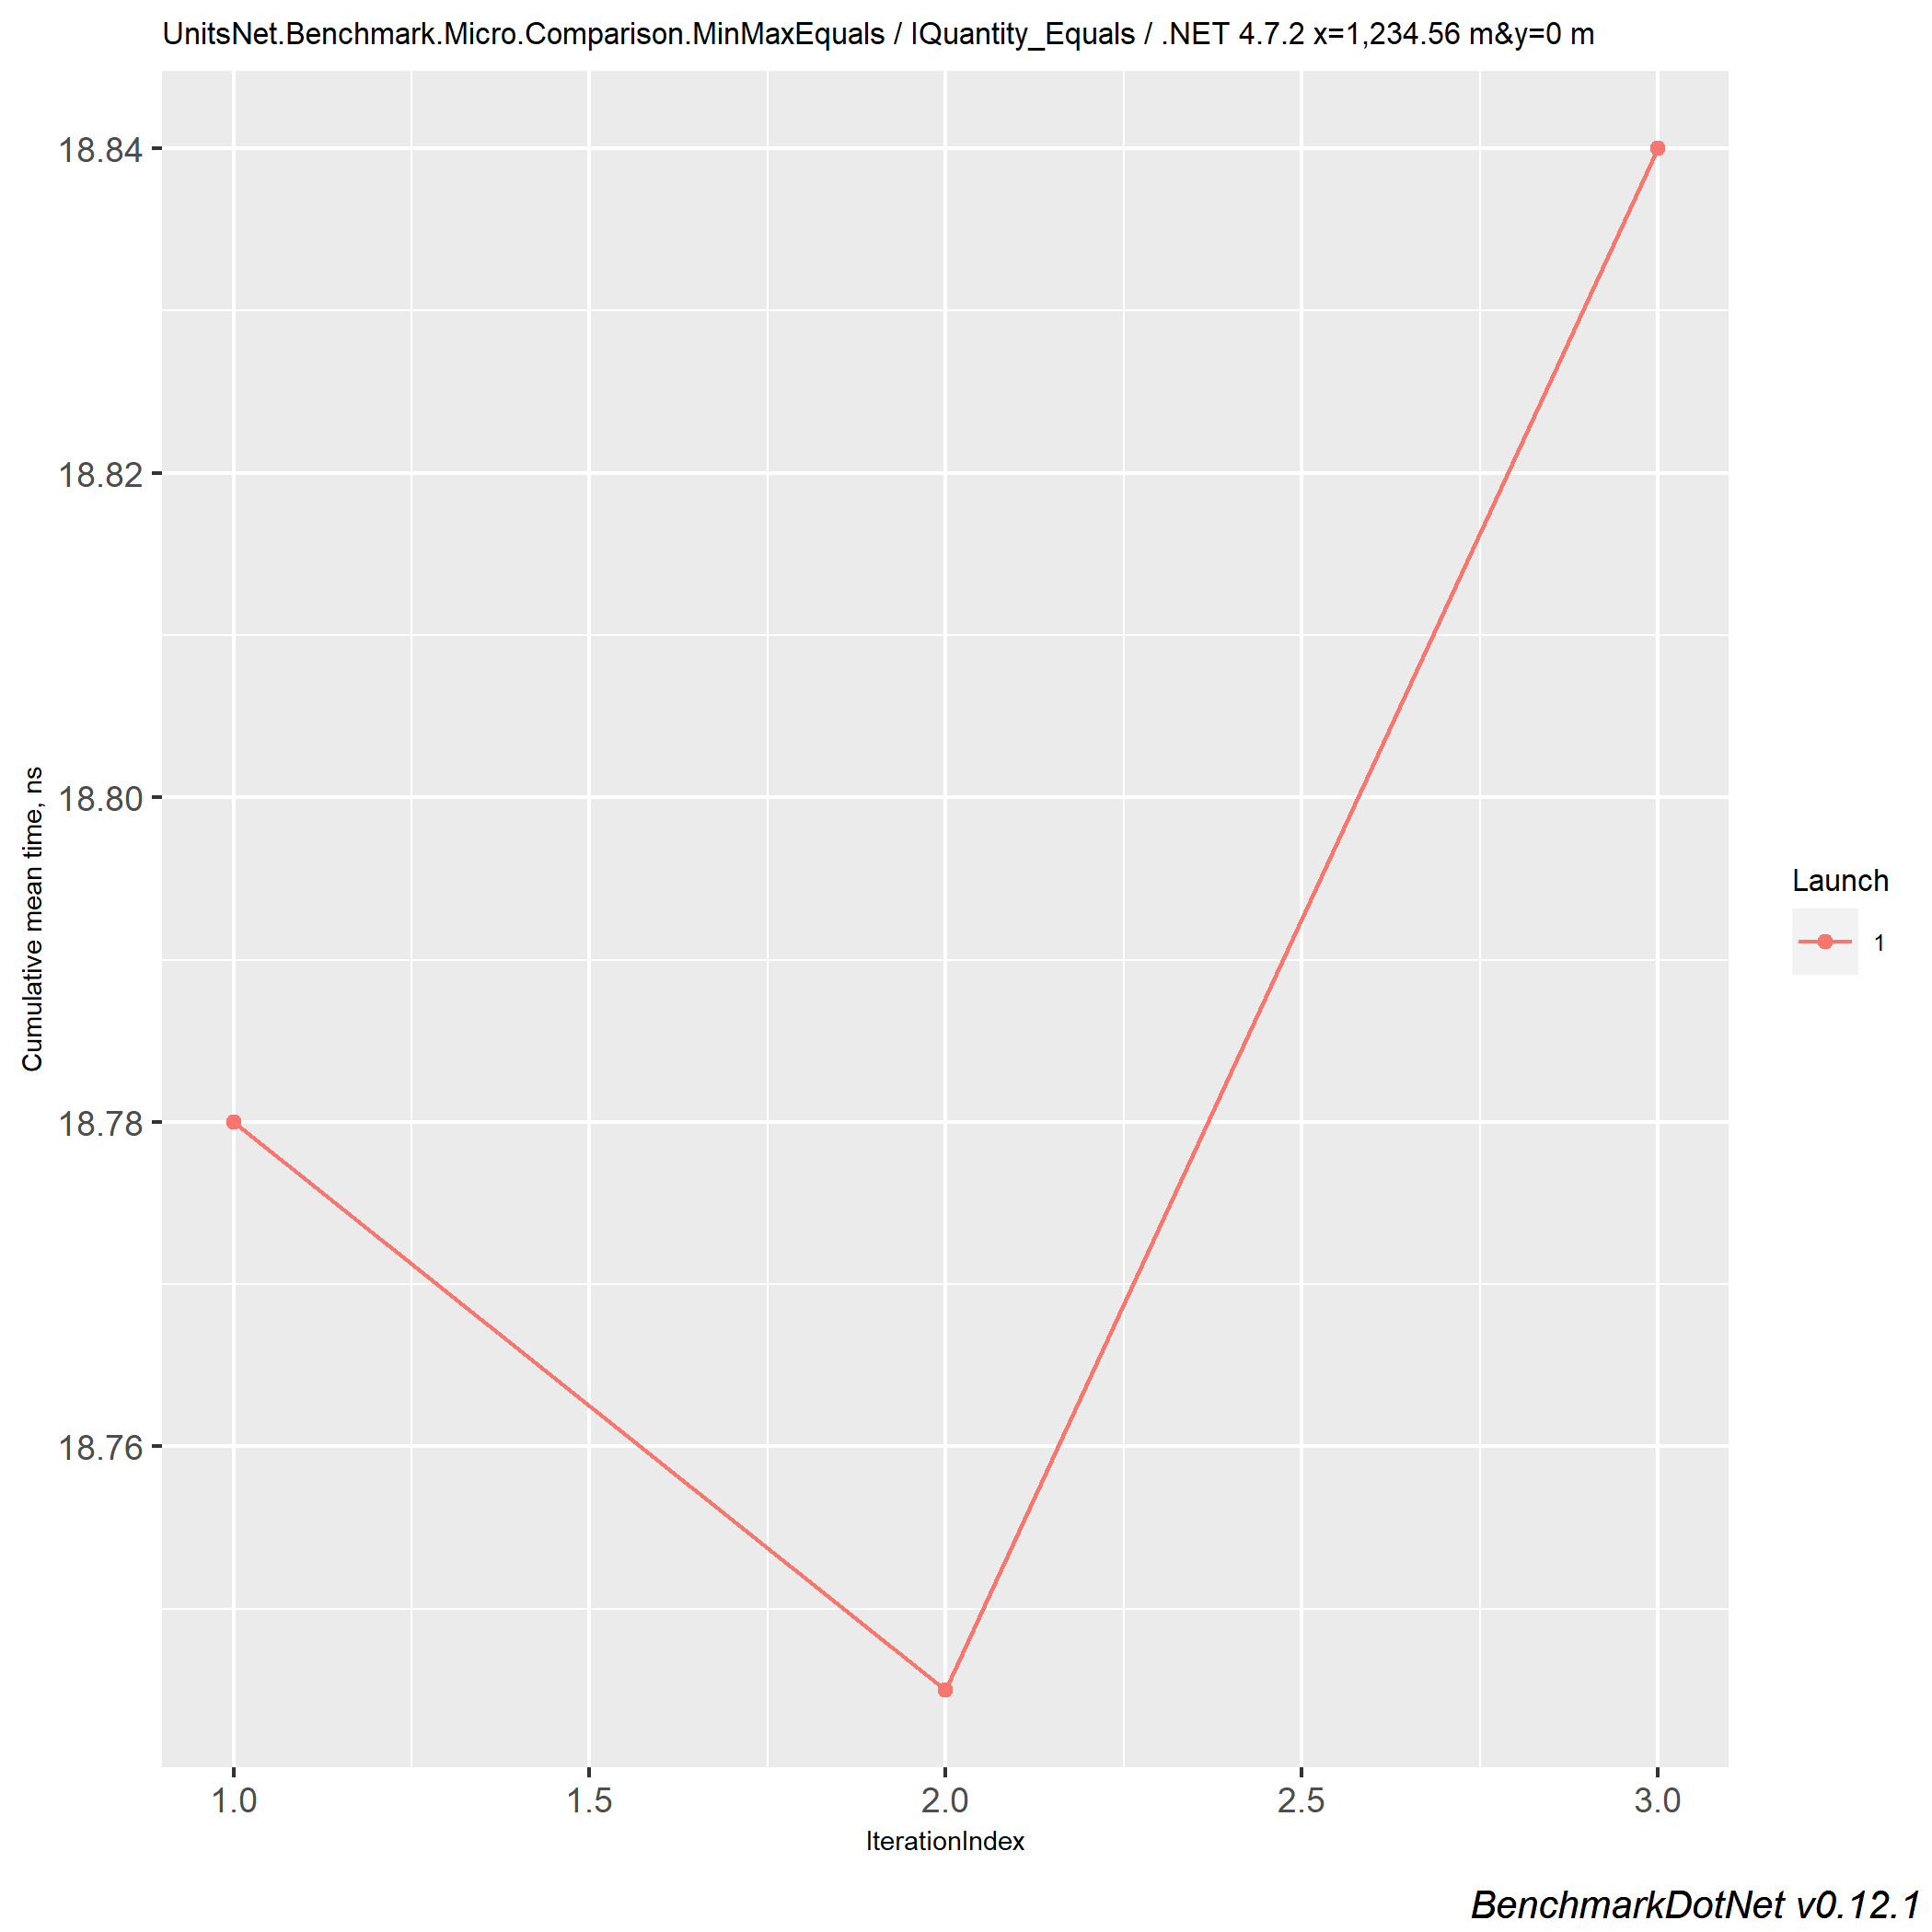 UnitsNet.Benchmark.Micro.Comparison.MinMaxEquals / IQuantity_Equals / .NET 4.7.2 x=1,234.56 m&y=0 m
18.84
18.82
18.80
18.78
18.76
Cumulative mean time, ns
1.0 1.5 2.0 2.5 3.0
IterationIndex
Launch
1
BenchmarkDotNet v0.12.1